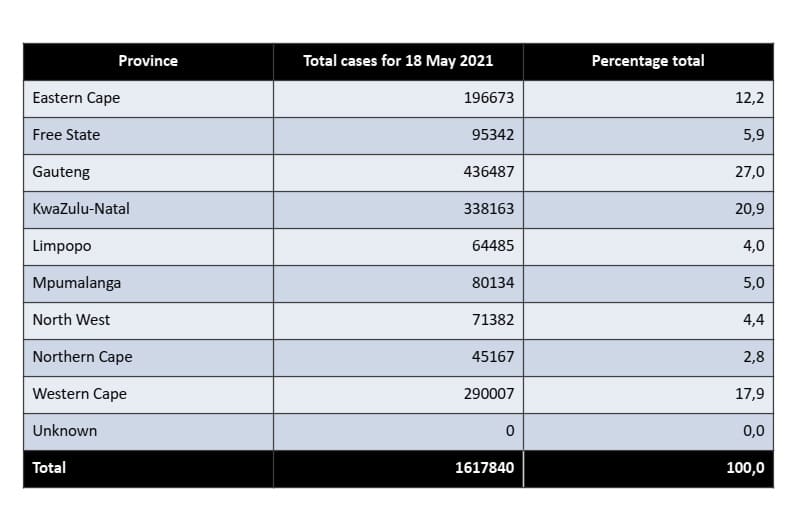 Province Total cases for 18 May 2021 Percentage total
Eastern Cape 196673 12,2
Free State 95342 5,9
Gauteng 436487 27,0
KwaZulu-Natal 338163 20,9
Limpopo 64485 4,0
Mpumalanga 80134 5,0
North West 71382 4,4
Northern Cape 45167 2,8
Western Cape 290007 17,9
Unknown 0 0,0
Total 1617840 100,0